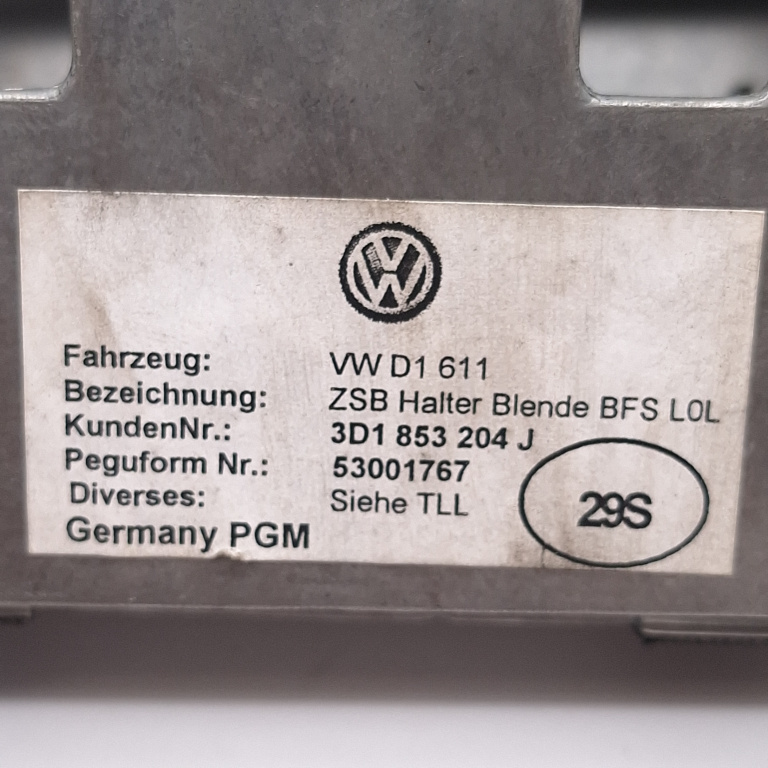 Fahrzeug: VW D1 611
Bezeichnung: ZSB Halter Blende BFS LOL
KundenNr.: 3D1 853 204 J
Peguform Nr.: 53001767
Diverses: Siehe TLL
Germany PGM
29S